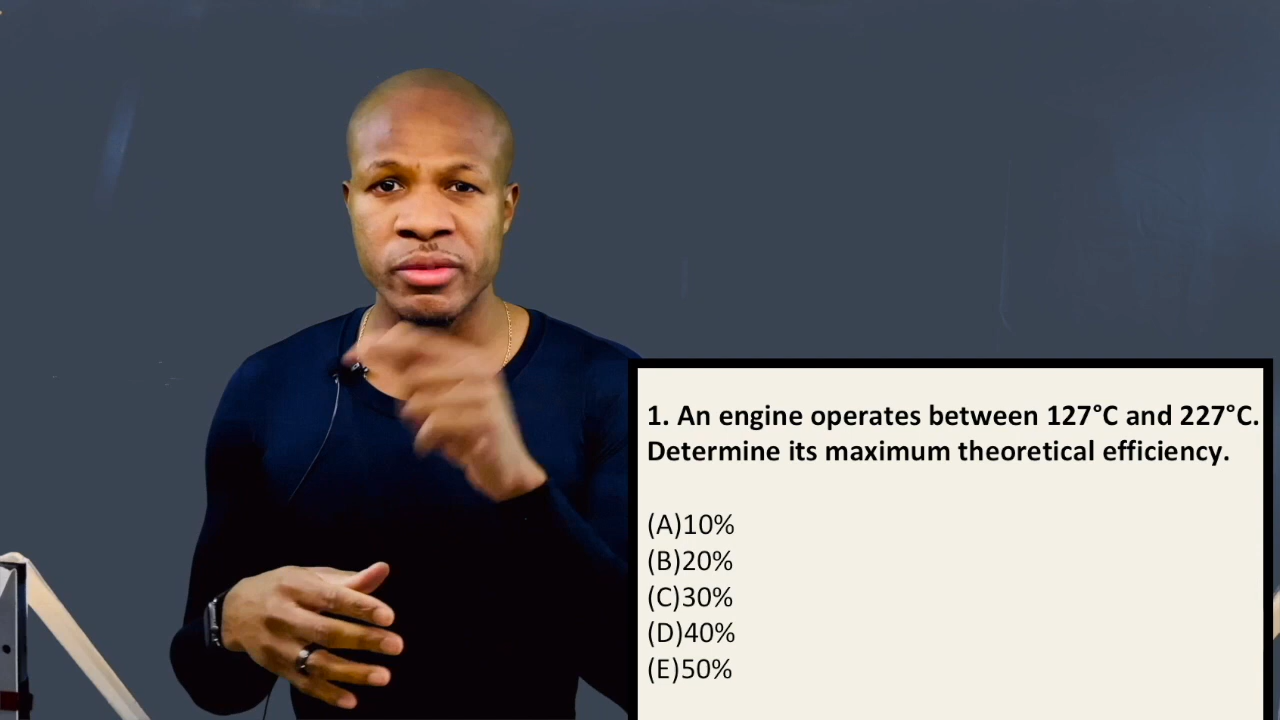 1. An engine operates between 127°C and 227°C.
Determine its maximum theoretical efficiency.
(A)10%
(B)20%
(C)30%
(D)40%
(E)50%